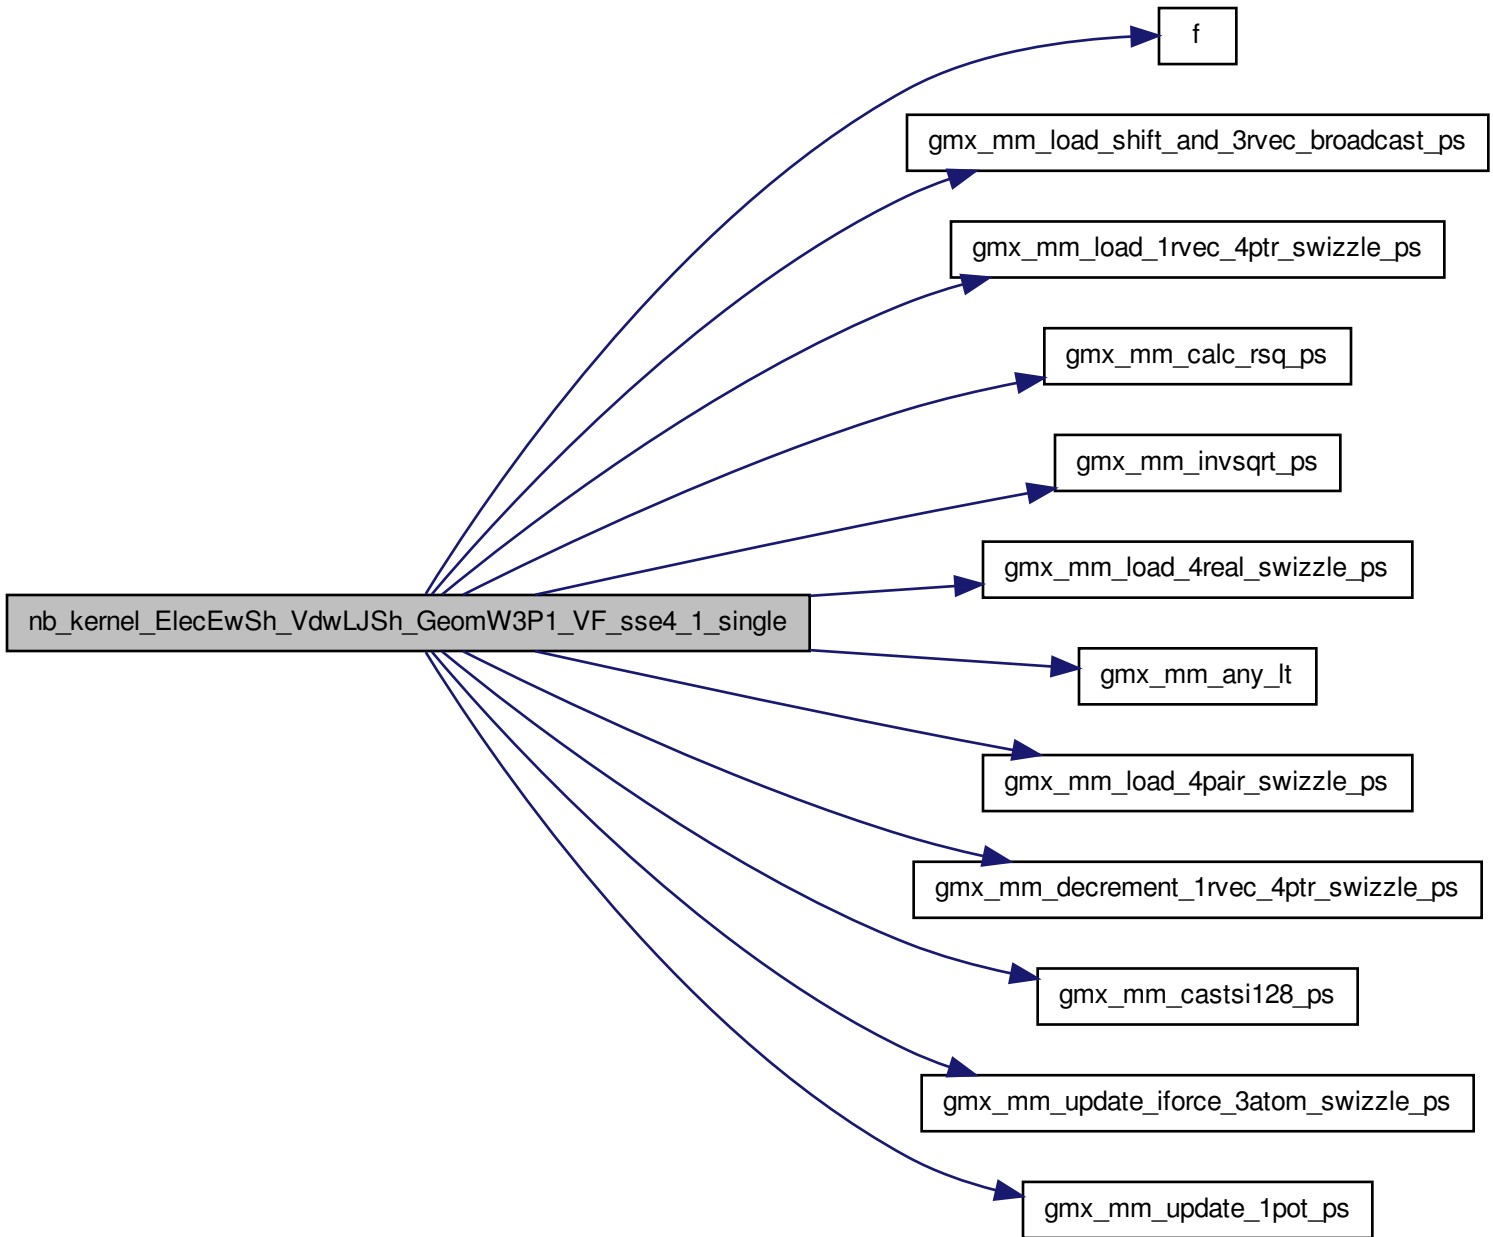 f
gmx_mm_load_shift_and_3rvec_broadcast_ps
gmx_mm_load_1rvec_4ptr_swizzle_ps
gmx_mm_calc_rsq_ps
gmx_mm_invsqrt_ps
gmx_mm_load_4real_swizzle_ps
nb_kernel_ElecEwSh_VdwLJSh_GeomW3P1_VF_sse4_1_single
gmx_mm_any_lt
gmx_mm_load_4pair_swizzle_ps
gmx_mm_decrement_1rvec_4ptr_swizzle_ps
gmx_mm_castsi128_ps
gmx_mm_update_iforce_3atom_swizzle_ps
gmx_mm_update_1pot_ps